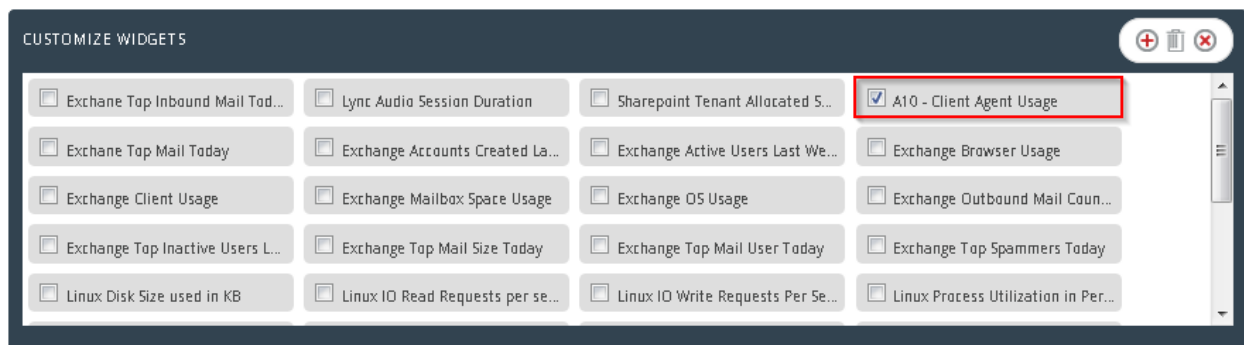 CUSTOMIZE WIDGETS
Exchane Top Inbound Mail Tod...
Lync Audio Session Duration
Sharepoint Tenant Allocated S...
A10 - Client Agent Usage
Exchane Top Mail Today
Exchange Accounts Created La...
Exchange Active Users Last We...
Exchange Browser Usage
Exchange Client Usage
Exchange Mailbox Space Usage
Exchange OS Usage
Exchange Outbound Mail Coun...
Exchange Top Inactive Users L...
Exchange Top Mail Size Today
Exchange Top Mail User Today
Exchange Top Spammers Today
Linux Disk Size used in KB
Linux IO Read Requests per se...
Linux IO Write Requests Per Se...
Linux Process Utilization in Per...